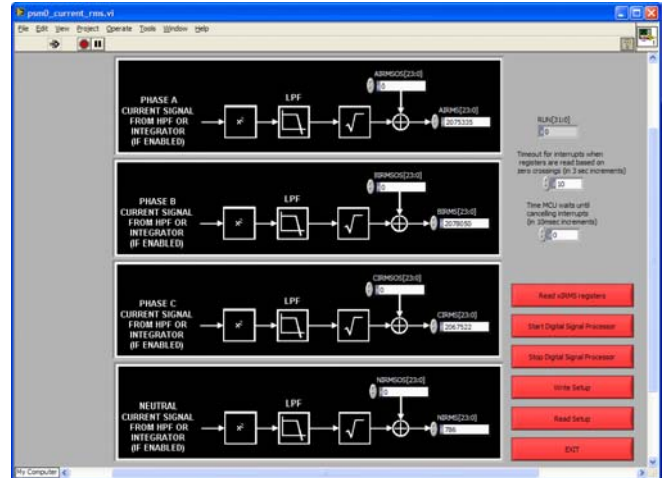 psm0_current_rms.vi
File Edit View Project Operate Tools Window Help
AIRMSOS[23:0]
0
PHASE A
CURRENT SIGNAL
FROM HPF OR
INTEGRATOR
(IF ENABLED)
x²
LPF
√
AIRMS[23:0]
2075335
BIRMSOS[23:0]
0
PHASE B
CURRENT SIGNAL
FROM HPF OR
INTEGRATOR
(IF ENABLED)
x²
LPF
√
BIRMS[23:0]
2078050
CIRMSOS[23:0]
0
PHASE C
CURRENT SIGNAL
FROM HPF OR
INTEGRATOR
(IF ENABLED)
x²
LPF
√
CIRMS[23:0]
2067522
NIRMSOS[23:0]
0
NEUTRAL
CURRENT SIGNAL
FROM HPF OR
INTEGRATOR
(IF ENABLED)
x²
LPF
√
NIRMS[23:0]
786
RUN[31:0]
0
Timeout for interrupts when
registers are read based on
zero crossings (in 3 sec increments)
10
Time MCU waits until
cancelling interrupts
(in 10msec increments)
0
Read xIRMS registers
Start Digital Signal Processor
Stop Digital Signal Processor
Write Setup
Read Setup
EXIT
My Computer